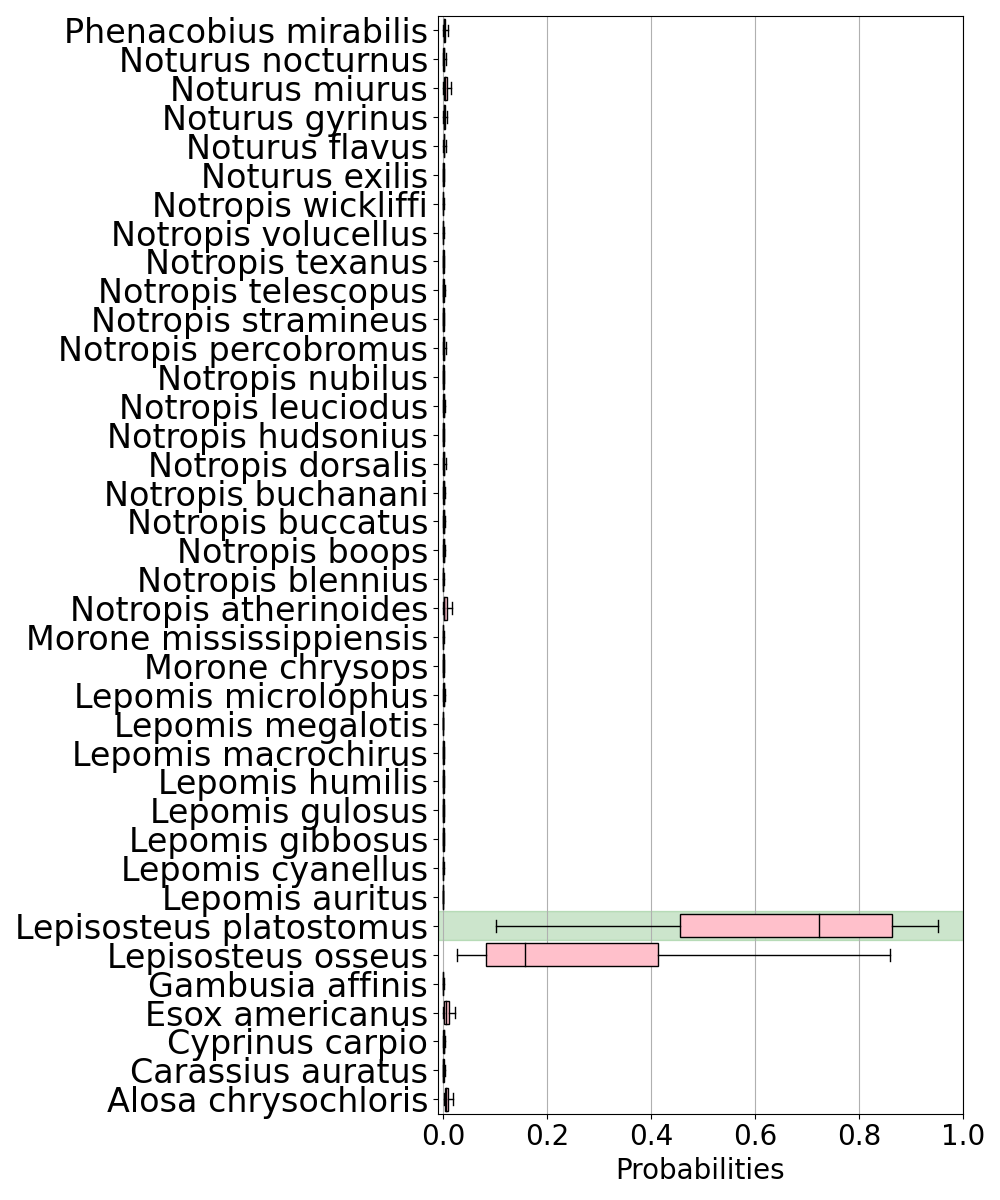 Phenacobius mirabilis
Noturus nocturnus
Noturus miurus
Noturus gyrinus
Noturus flavus
Noturus exilis
Notropis wickliffi
Notropis volucellus
Notropis texanus
Notropis telescopus
Notropis stramineus
Notropis percobromus
Notropis nubilus
Notropis leuciodus
Notropis hudsonius
Notropis dorsalis
Notropis buchanani
Notropis buccatus
Notropis boops
Notropis blennius
Notropis atherinoides
Morone mississippiensis
Morone chrysops
Lepomis microlophus
Lepomis megalotis
Lepomis macrochirus
Lepomis humilis
Lepomis gulosus
Lepomis gibbosus
Lepomis cyanellus
Lepomis auritus
Lepisosteus platostomus
Lepisosteus osseus
Gambusia affinis
Esox americanus
Cyprinus carpio
Carassius auratus
Alosa chrysochloris
0.0 0.2 0.4 0.6 0.8 1.0
Probabilities